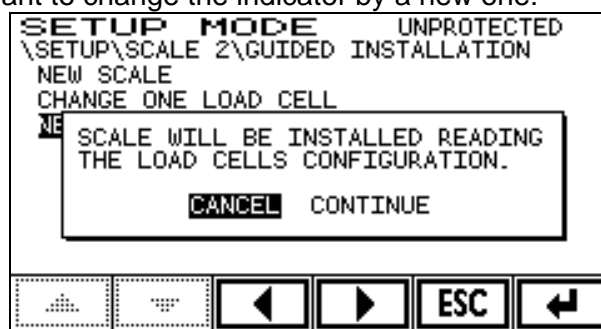 ant to change the indicator by a new one.
SETUP MODE UNPROTECTED
\SETUP\SCALE 2\GUIDED INSTALLATION
NEW SCALE
CHANGE ONE LOAD CELL
NE
SCALE WILL BE INSTALLED READING
THE LOAD CELLS CONFIGURATION.
CANCEL CONTINUE
ESC